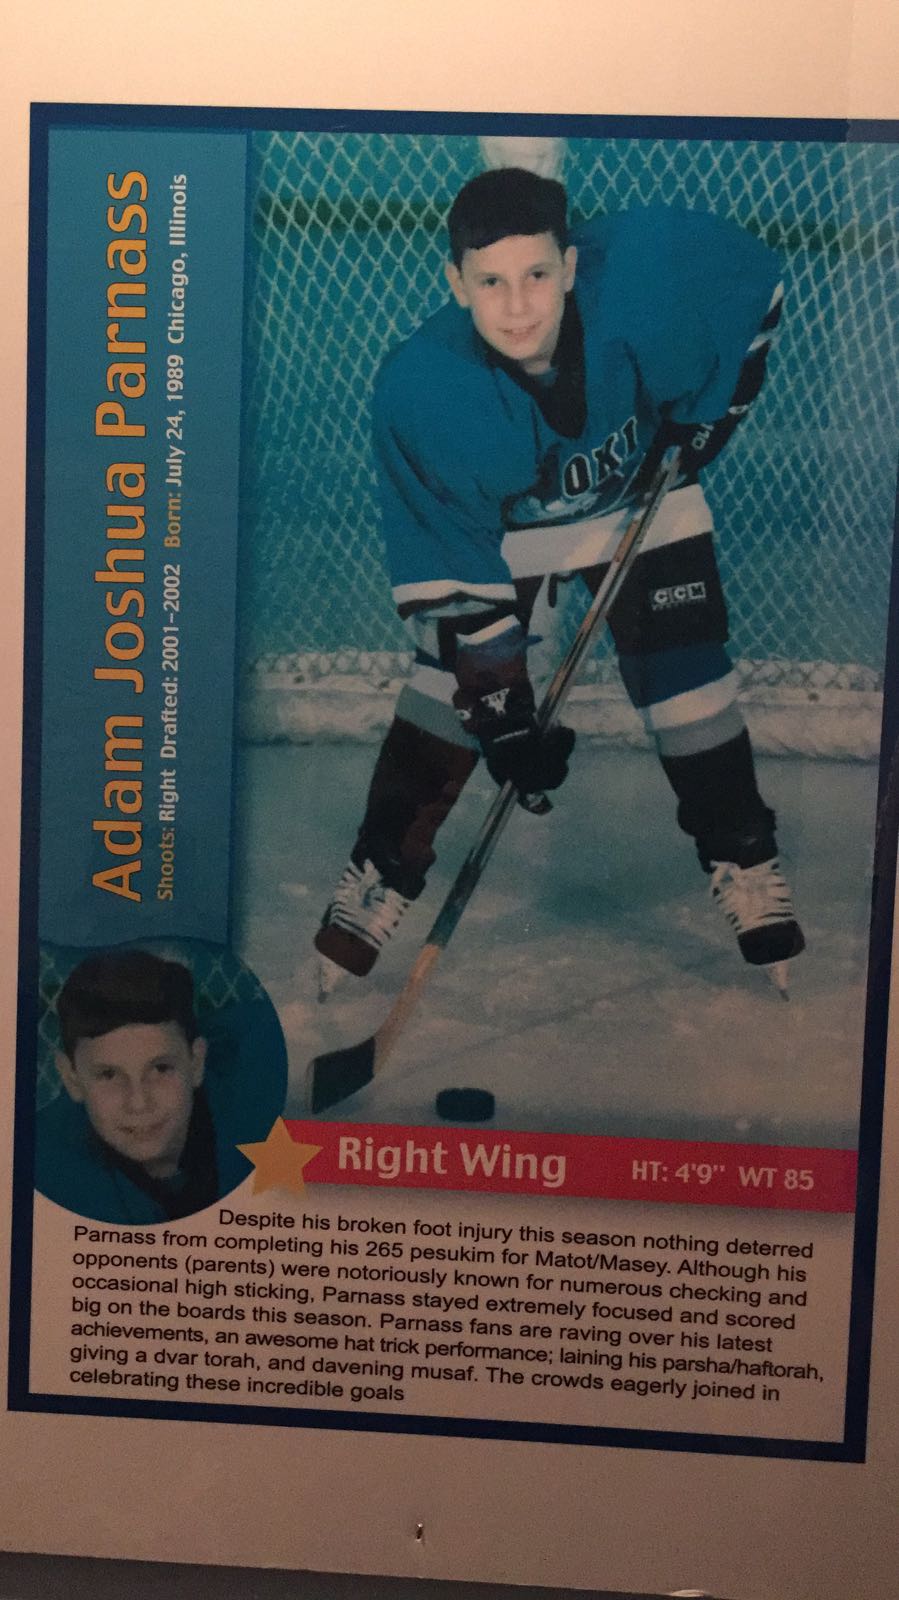 Adam Joshua Parnass
Shoots: Right Drafted: 2001-2002 Born: July 24, 1989 Chicago, Illinois
OKI
CCM
Right Wing HT: 4'9" WT 85
Despite his broken foot injury this season nothing deterred
Parnass from completing his 265 pesukim for Matot/Masey. Although his
opponents (parents) were notoriously known for numerous checking and
occasional high sticking, Parnass stayed extremely focused and scored
big on the boards this season. Parnass fans are raving over his latest
achievements, an awesome hat trick performance; laining his parsha/haftorah,
giving a dvar torah, and davening musaf. The crowds eagerly joined in
celebrating these incredible goals